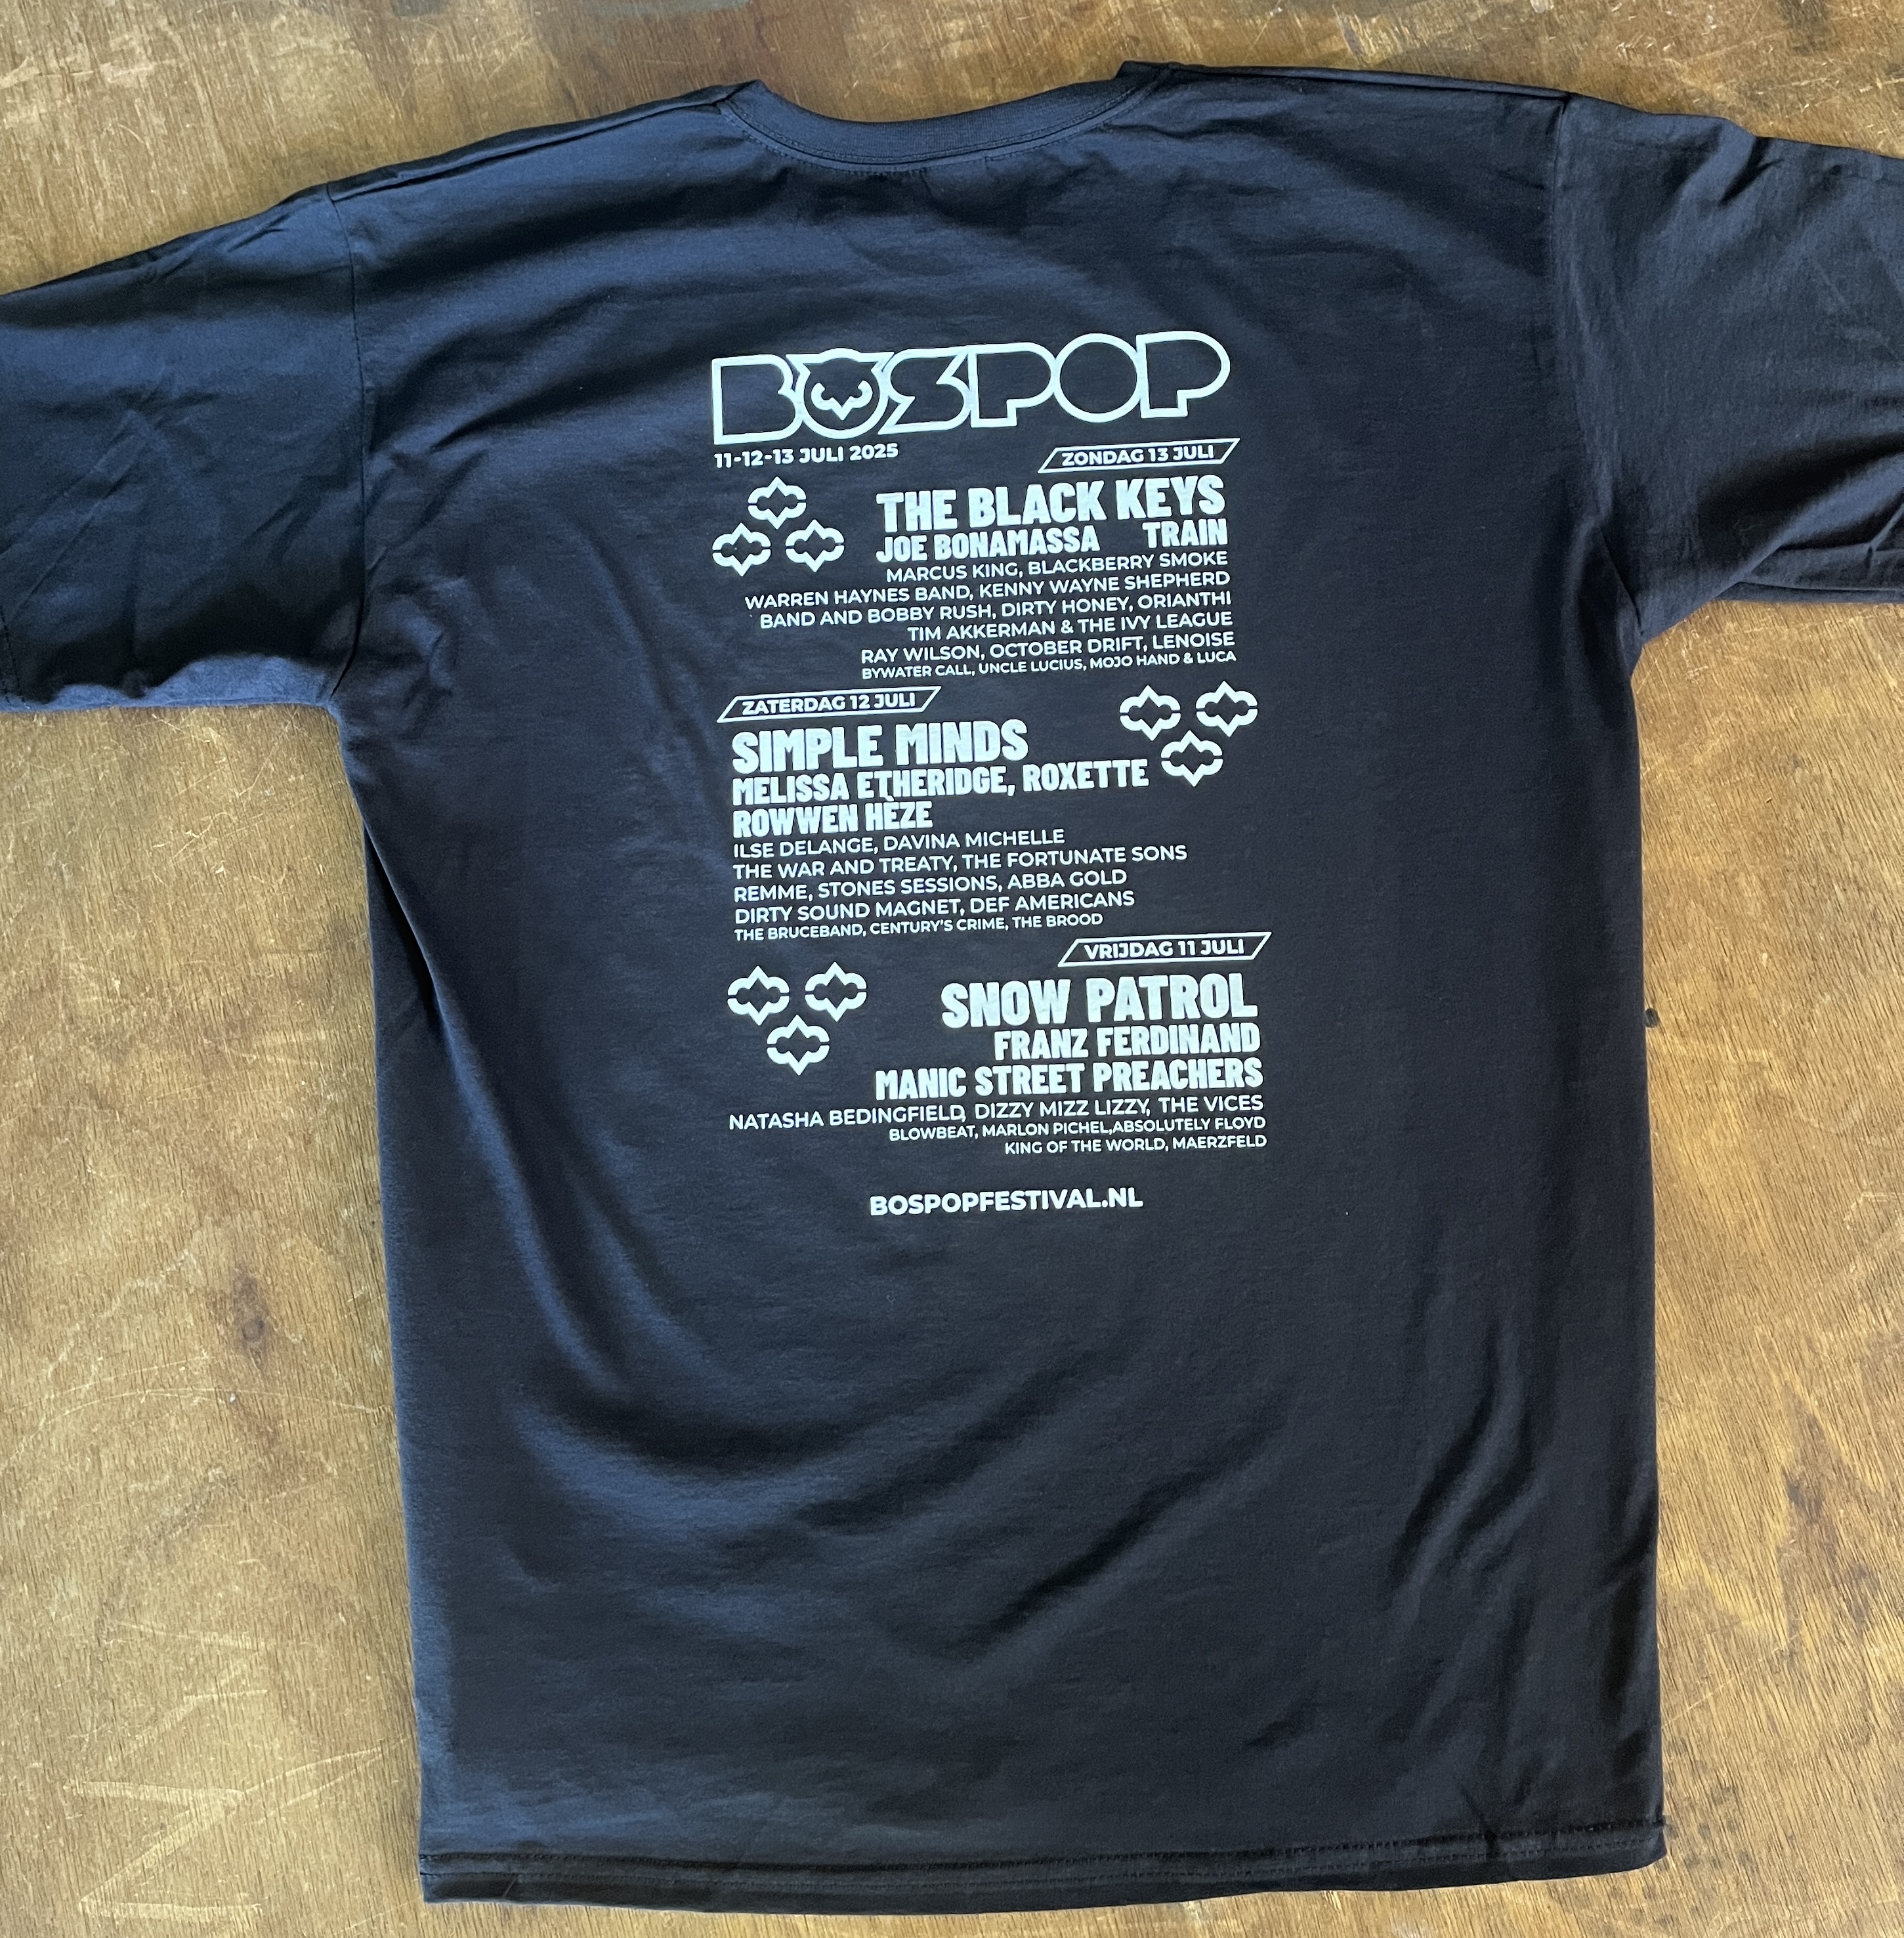 BOSPOP
11-12-13 JULI 2025
ZONDAG 13 JULI
THE BLACK KEYS
JOE BONAMASSA TRAIN
MARCUS KING, BLACKBERRY SMOKE
WARREN HAYNES BAND, KENNY WAYNE SHEPHERD
BAND AND BOBBY RUSH, DIRTY HONEY, ORIANTHI
TIM AKKERMAN & THE IVY LEAGUE
RAY WILSON, OCTOBER DRIFT, LENOISE
BYWATER CALL, UNCLE LUCIUS, MOJO HAND & LUCA
ZATERDAG 12 JULI
SIMPLE MINDS
MELISSA ETHERIDGE, ROXETTE
ROWWEN HÈZE
ILSE DELANGE, DAVINA MICHELLE
THE WAR AND TREATY, THE FORTUNATE SONS
REMME, STONES SESSIONS, ABBA GOLD
DIRTY SOUND MAGNET, DEF AMERICANS
THE BRUCEBAND, CENTURY'S CRIME, THE BROOD
VRIJDAG 11 JULI
SNOW PATROL
FRANZ FERDINAND
MANIC STREET PREACHERS
NATASHA BEDINGFIELD, DIZZY MIZZ LIZZY, THE VICES
BLOWBEAT, MARLON PICHEL,ABSOLUTELY FLOYD
KING OF THE WORLD, MAERZFELD
BOSPOPFESTIVAL.NL